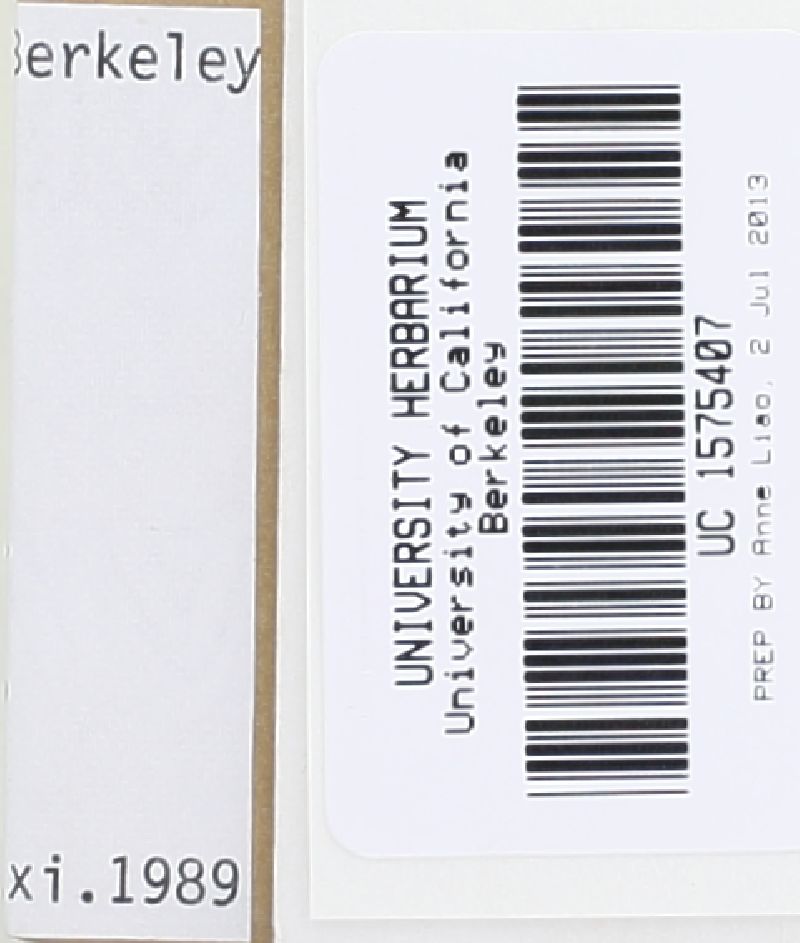 Berkeley
xi.1989
UNIVERSITY HERBARIUM
University of California
Berkeley
UC 1575407
PREP BY Anne Liao, 2 Jul 2013